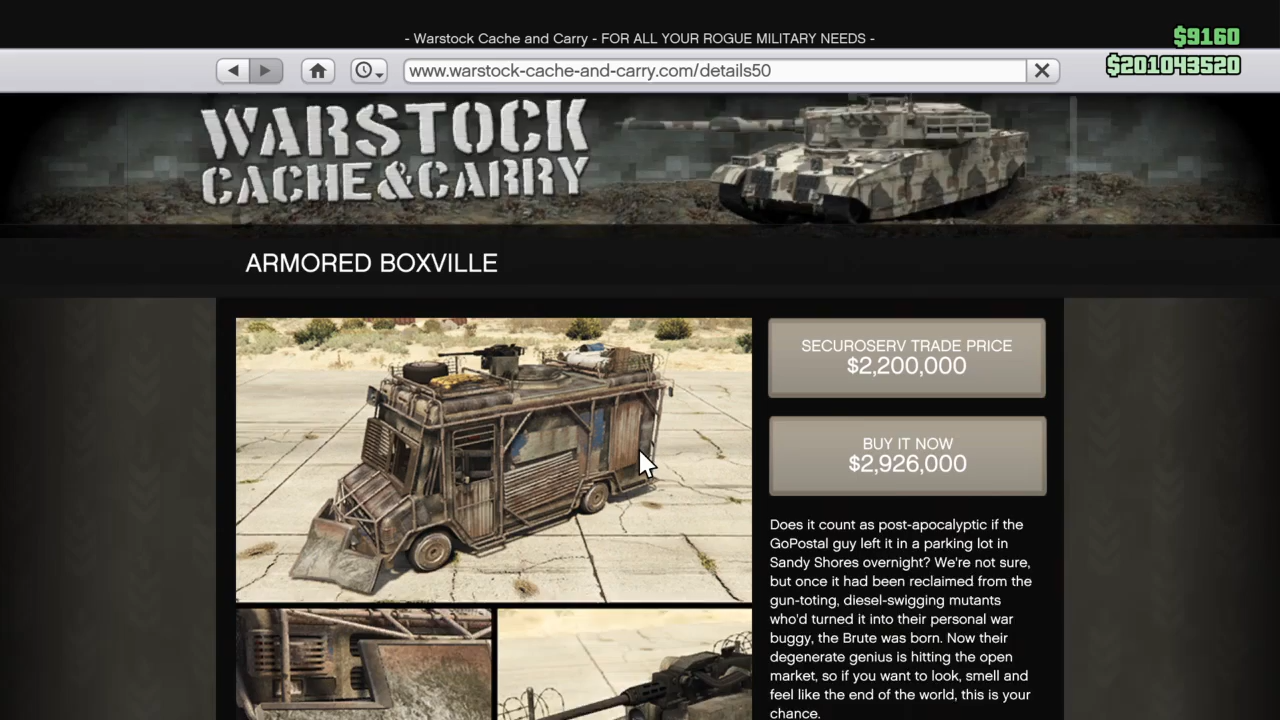 - Warstock Cache and Carry - FOR ALL YOUR ROGUE MILITARY NEEDS -
$9160
$201043520
www.warstock-cache-and-carry.com/details50
WARSTOCK
CACHE&CARRY
ARMORED BOXVILLE
SECUROSERV TRADE PRICE
$2,200,000
BUY IT NOW
$2,926,000
Does it count as post-apocalyptic if the
GoPostal guy left it in a parking lot in
Sandy Shores overnight? We're not sure,
but once it had been reclaimed from the
gun-toting, diesel-swigging mutants
who'd turned it into their personal war
buggy, the Brute was born. Now their
degenerate genius is hitting the open
market, so if you want to look, smell and
feel like the end of the world, this is your
chance.